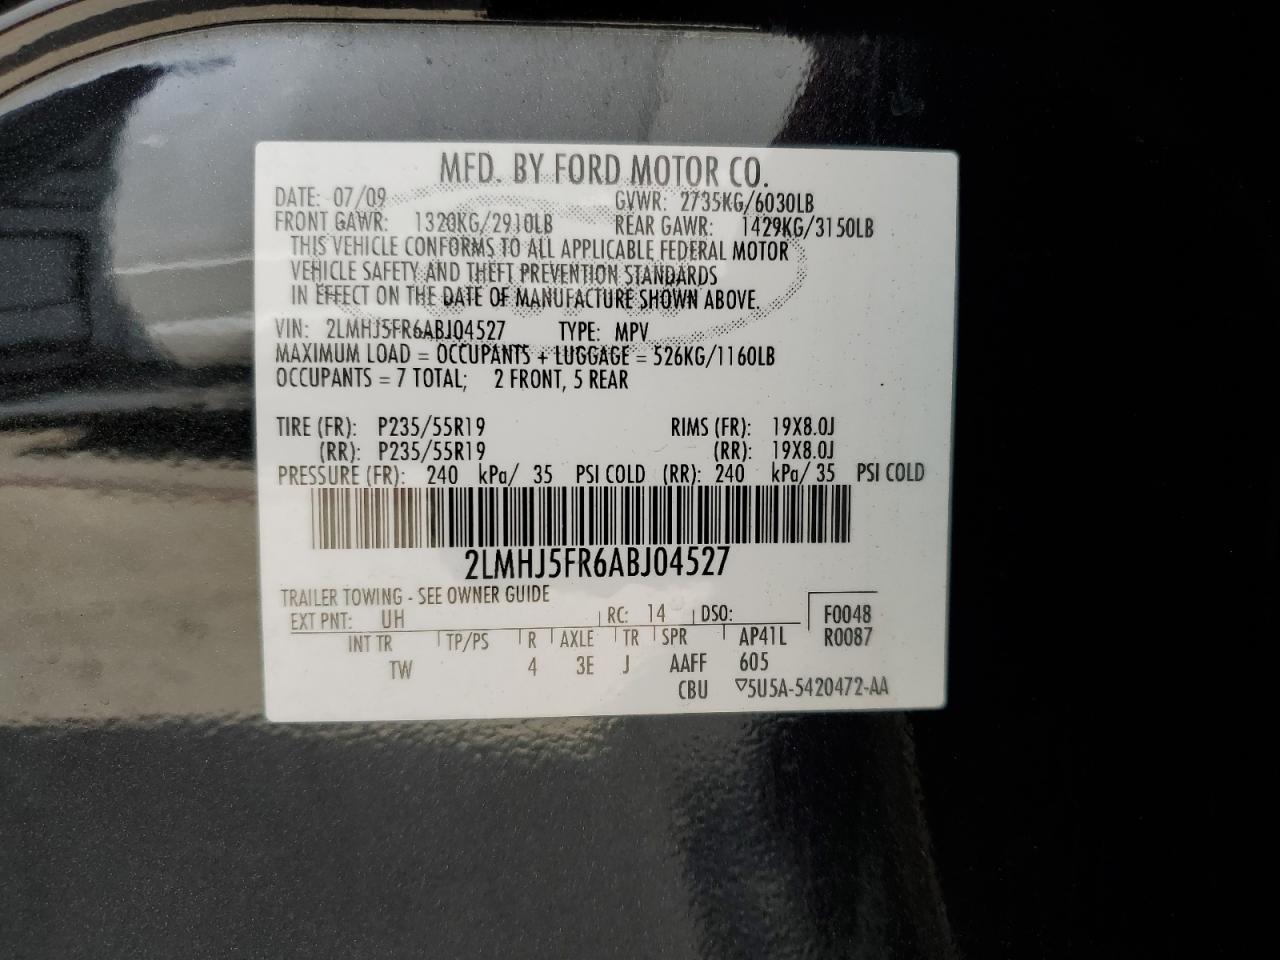 MFD. BY FORD MOTOR CO.
DATE: 07/09 GVWR: 2735KG/6030LB
FRONT GAWR: 1320KG/2910LB REAR GAWR: 1429KG/3150LB
THIS VEHICLE CONFORMS TO ALL APPLICABLE FEDERAL MOTOR
VEHICLE SAFETY AND THEFT PREVENTION STANDARDS
IN EFFECT ON THE DATE OF MANUFACTURE SHOWN ABOVE.
VIN: 2LMHJ5FR6ABJ04527 TYPE: MPV
MAXIMUM LOAD = OCCUPANTS + LUGGAGE = 526KG/1160LB
OCCUPANTS = 7 TOTAL; 2 FRONT, 5 REAR
TIRE (FR): P235/55R19 RIMS (FR): 19X8.0J
(RR): P235/55R19 (RR): 19X8.0J
PRESSURE (FR): 240 kPa/ 35 PSI COLD (RR): 240 kPa/ 35 PSI COLD
2LMHJ5FR6ABJ04527
TRAILER TOWING - SEE OWNER GUIDE
EXT PNT: UH RC: 14 DSO: F0048
INT TR TP/PS R AXLE TR SPR AP41L R0087
TW 4 3E J AAFF 605
CBU ▽5U5A-5420472-AA